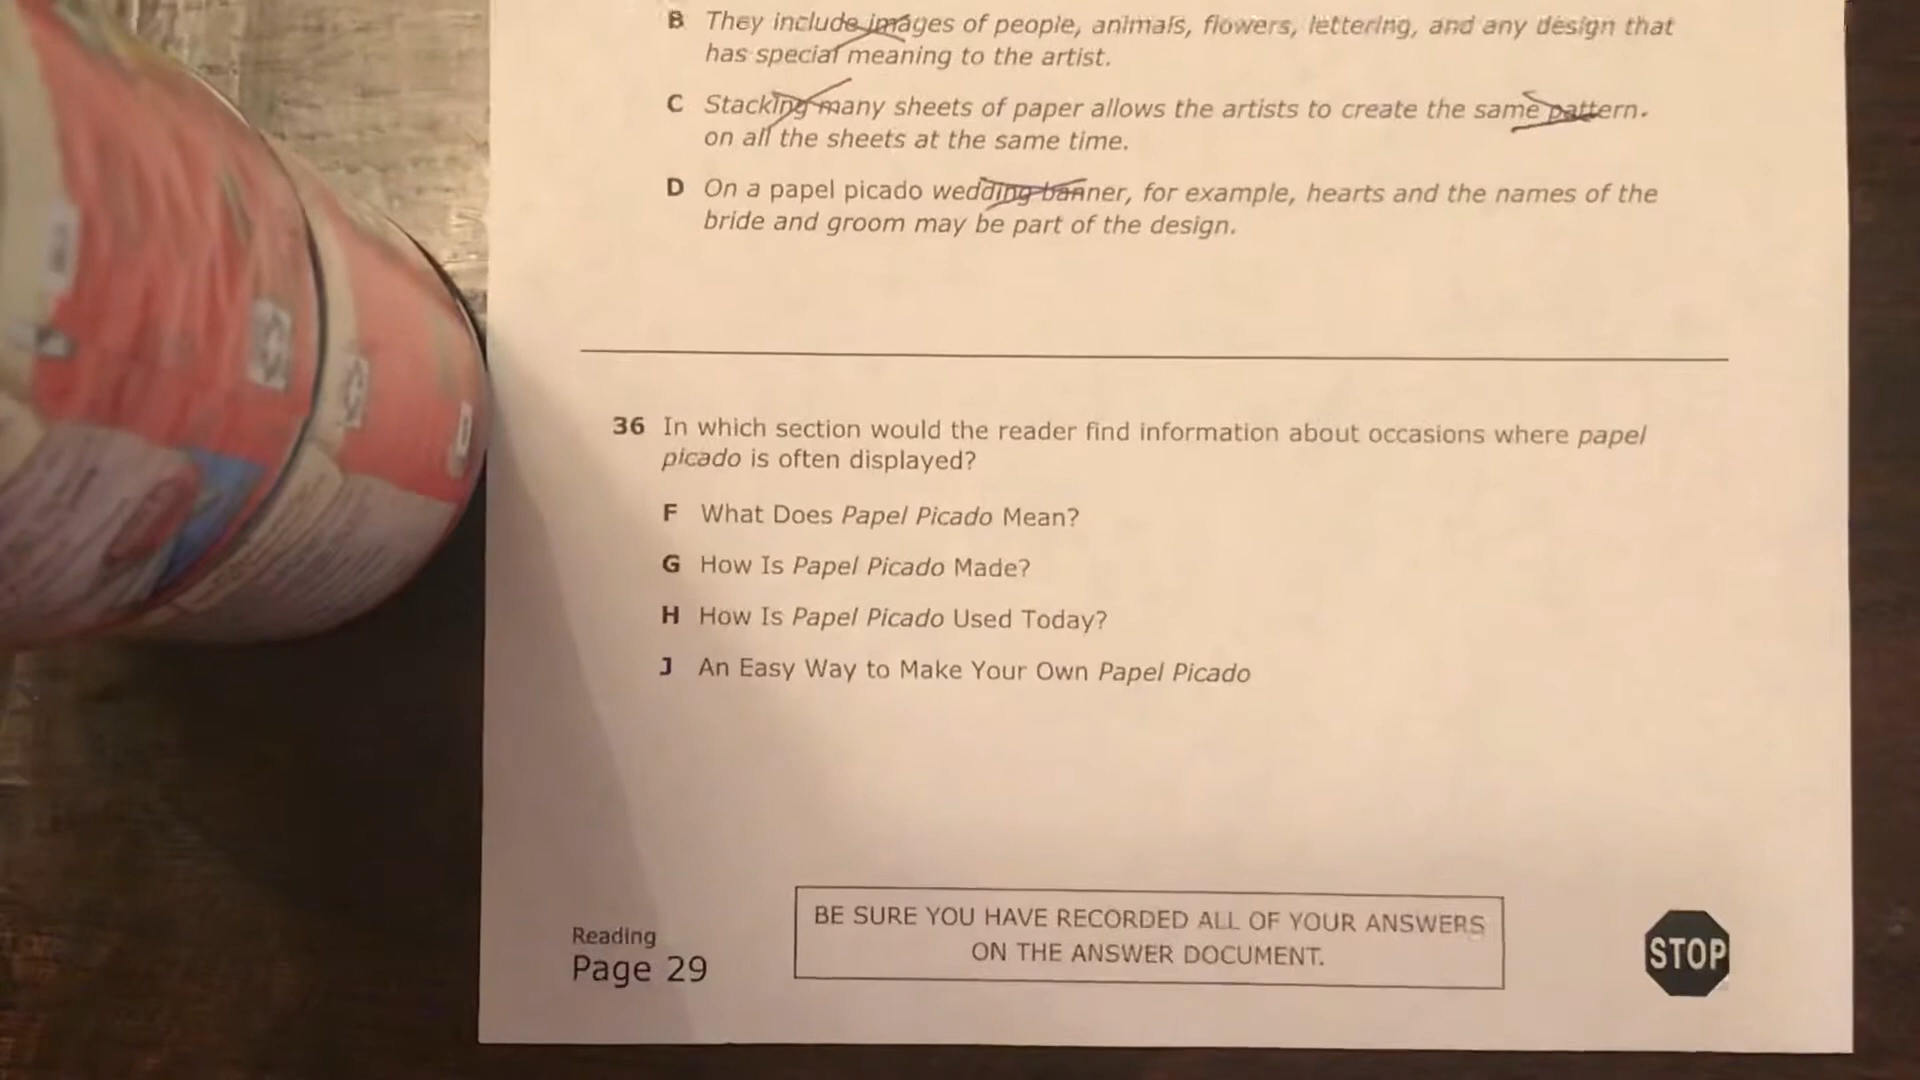 B They include images of people, animals, flowers, lettering, and any design that
has special meaning to the artist.
C Stacking many sheets of paper allows the artists to create the same pattern.
on all the sheets at the same time.
D On a papel picado wedding banner, for example, hearts and the names of the
bride and groom may be part of the design.
36 In which section would the reader find information about occasions where papel
picado is often displayed?
F What Does Papel Picado Mean?
G How Is Papel Picado Made?
H How Is Papel Picado Used Today?
J An Easy Way to Make Your Own Papel Picado
Reading
Page 29
BE SURE YOU HAVE RECORDED ALL OF YOUR ANSWERS
ON THE ANSWER DOCUMENT.
STOP